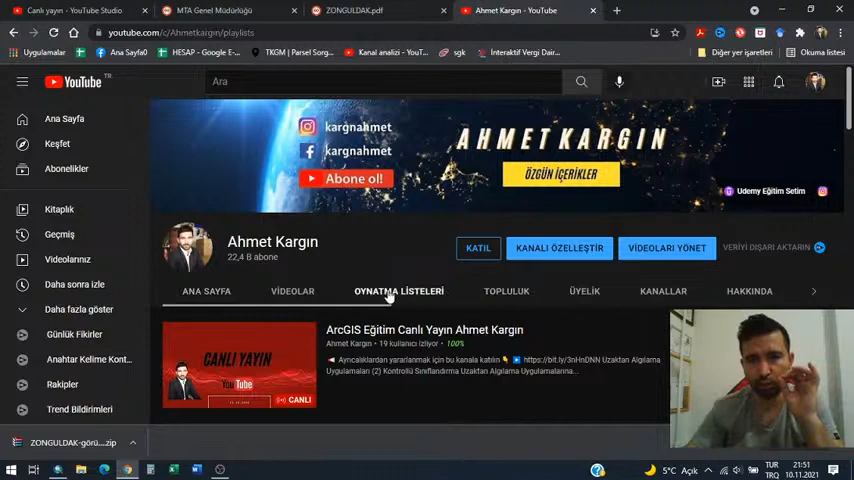 Canlı yayın - YouTube Studio
MTA Genel Müdürlüğü
ZONGULDAK.pdf
Ahmet Kargın - YouTube
youtube.com/c/Ahmetkargin/playlists
Uygulamalar
Ana Sayfa0
HESAP - Google E-...
TKGM | Parsel Sorg...
Kanal analizi - YouT...
sgk
İnteraktif Vergi Dair...
Diğer yer işaretleri
Okuma listesi
YouTube TR
Ara
Ana Sayfa
Keşfet
Abonelikler
Kitaplık
Geçmiş
Videolarınız
Daha sonra izle
Daha fazla göster
Günlük Fikirler
Anahtar Kelime Kont...
Rakipler
Trend Bildirimleri
kargnahmet
kargnahmet
Abone ol!
AHMET KARGIN
ÖZGÜN İÇERİKLER
Udemy Eğitim Setim
Ahmet Kargın
22,4 B abone
KATIL
KANALI ÖZELLEŞTİR
VİDEOLARI YÖNET
VERİYİ DIŞARI AKTARIN
ANA SAYFA
VİDEOLAR
OYNATMA LİSTELERİ
TOPLULUK
ÜYELİK
KANALLAR
HAKKINDA
CANLI YAYIN
YouTube
CANLI
ArcGIS Eğitim Canlı Yayın Ahmet Kargın
Ahmet Kargın • 19 kullanıcı izliyor • 100%
Ayrıcalıklardan yararlanmak için bu kanala katılın https://bit.ly/3nHnDNN Uzaktan Algılama
Uygulamaları (2) Kontrollü Sınıflandırma Uzaktan Algılama Uygulamalarına...
ZONGULDAK-görü....zip
5°C Açık
TUR
TRQ
21:51
10.11.2021